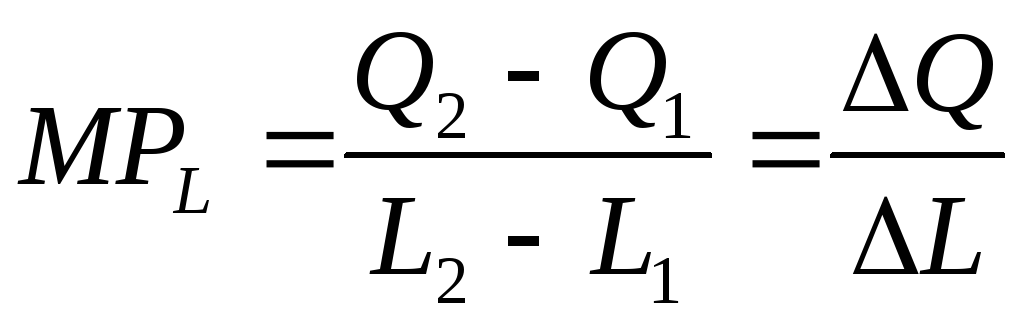 MP_L = (Q_2 - Q_1) / (L_2 - L_1) = ΔQ / ΔL